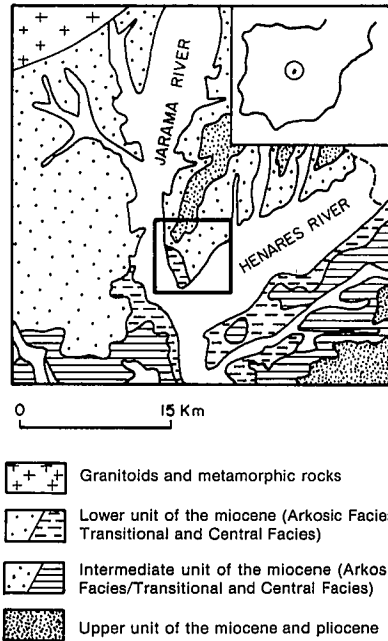 JARAMA RIVER
HENARES RIVER
0 15 Km
Granitoids and metamorphic rocks
Lower unit of the miocene (Arkosic Facies
Transitional and Central Facies)
Intermediate unit of the miocene (Arkos
Facies/Transitional and Central Facies)
Upper unit of the miocene and pliocene